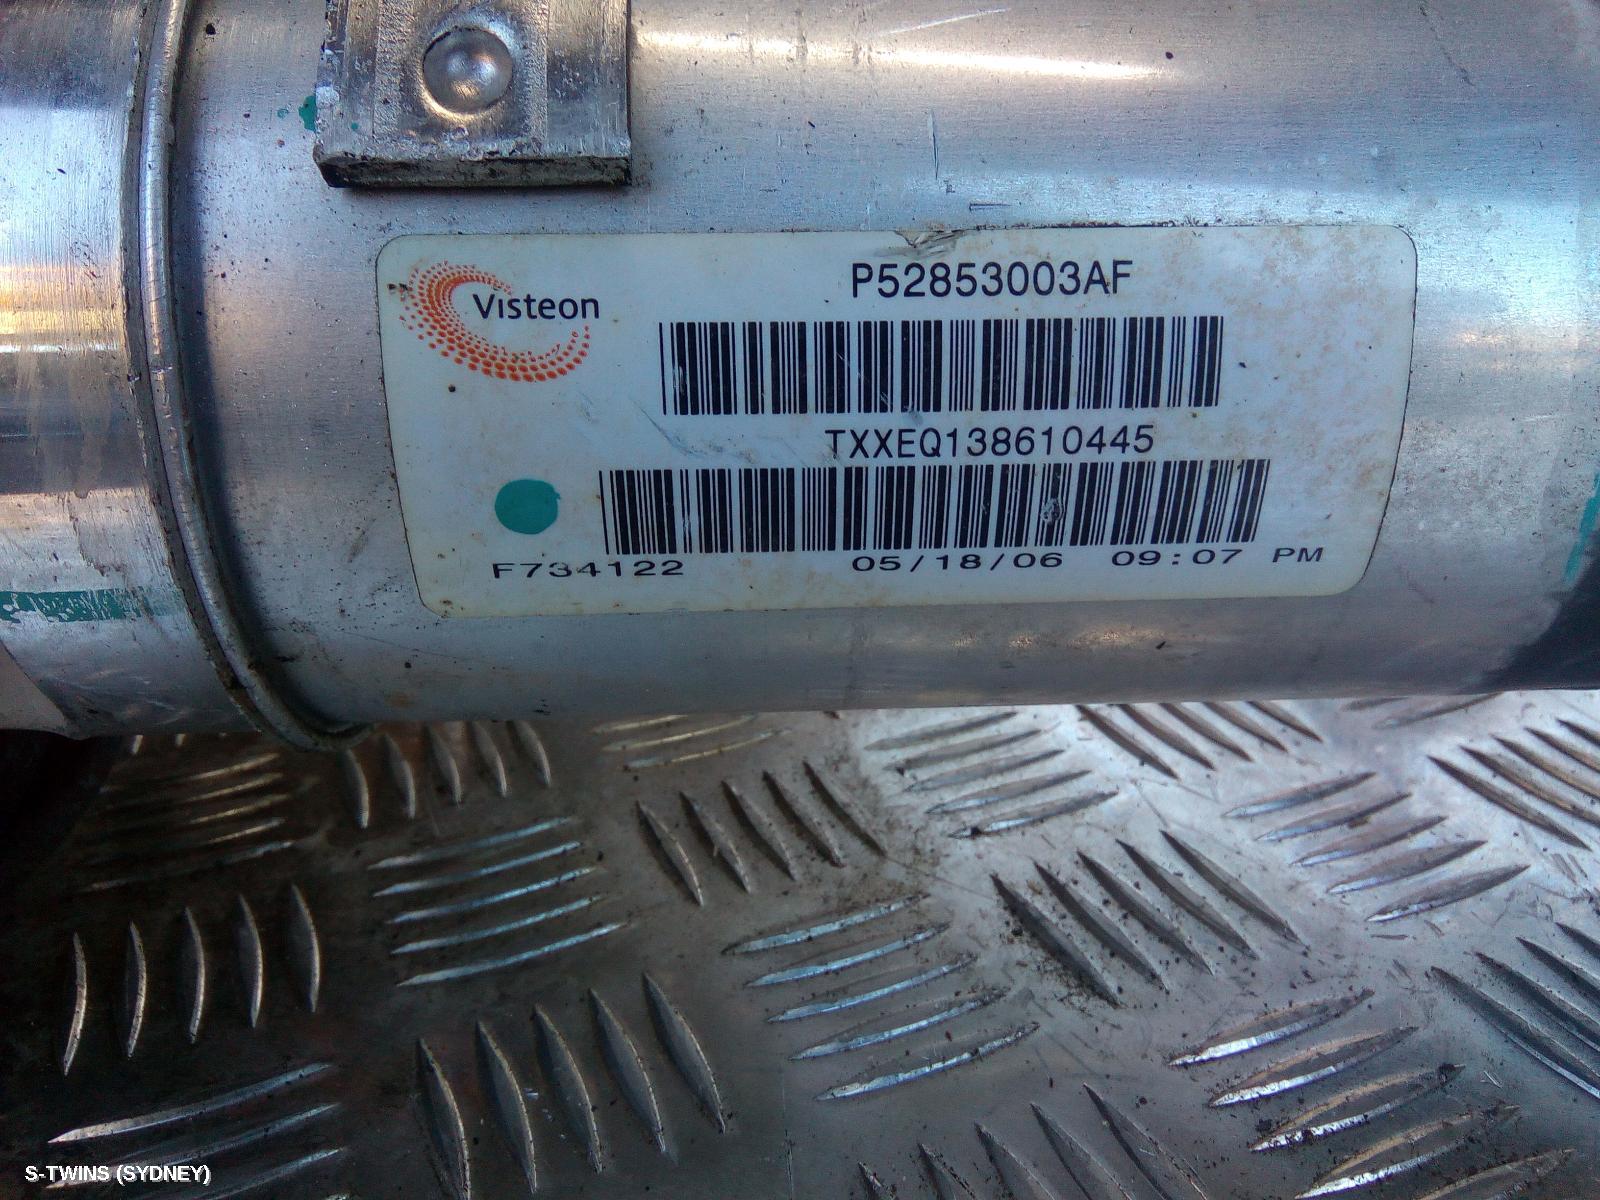 Visteon
P52853003AF
TXXEQ138610445
F734122 05/18/06 09:07 PM
S-TWINS (SYDNEY)